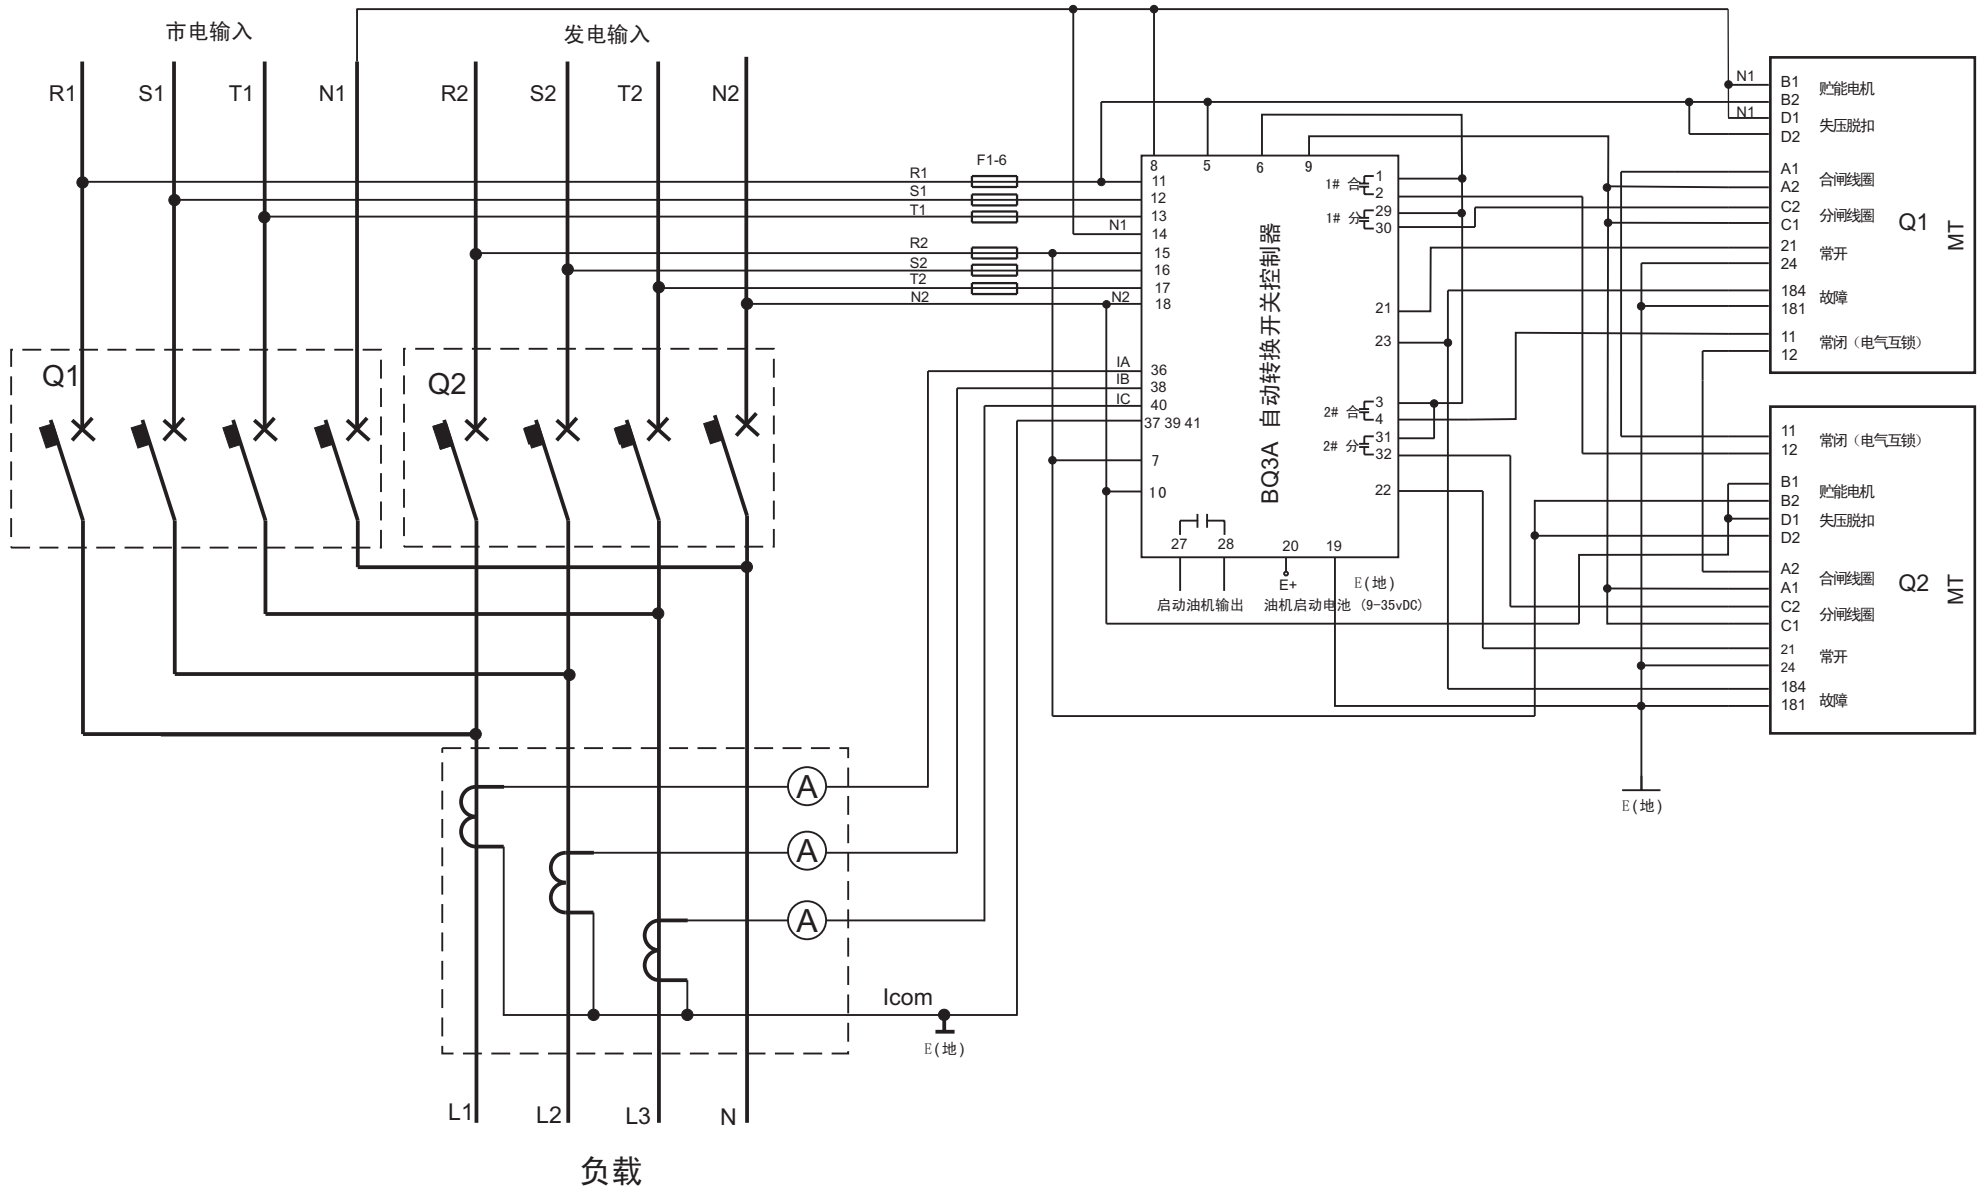 市电输入
发电输入
R1
S1
T1
N1
R2
S2
T2
N2
Q1
Q2
F1-6
R1
S1
T1
N1
R2
S2
T2
N2
N2
IA
IB
IC
8
5
6
9
11
12
13
14
15
16
17
18
36
38
40
37 39 41
7
10
BQ3A 自动转换开关控制器
1# 合
1
2
1# 分
29
30
21
23
2# 合
3
4
2# 分
31
32
22
27
28
20
19
E+
E(地)
启动油机输出
油机启动电池 (9-35vDC)
N1
N1
B1
B2
贮能电机
D1
D2
失压脱扣
A1
A2
合闸线圈
C2
C1
分闸线圈
21
24
常开
184
181
故障
11
12
常闭（电气互锁）
Q1
MT
11
12
常闭（电气互锁）
B1
B2
贮能电机
D1
D2
失压脱扣
A2
A1
合闸线圈
C2
C1
分闸线圈
21
24
常开
184
181
故障
Q2
MT
E(地)
A
A
A
Icom
E(地)
L1
L2
L3
N
负载